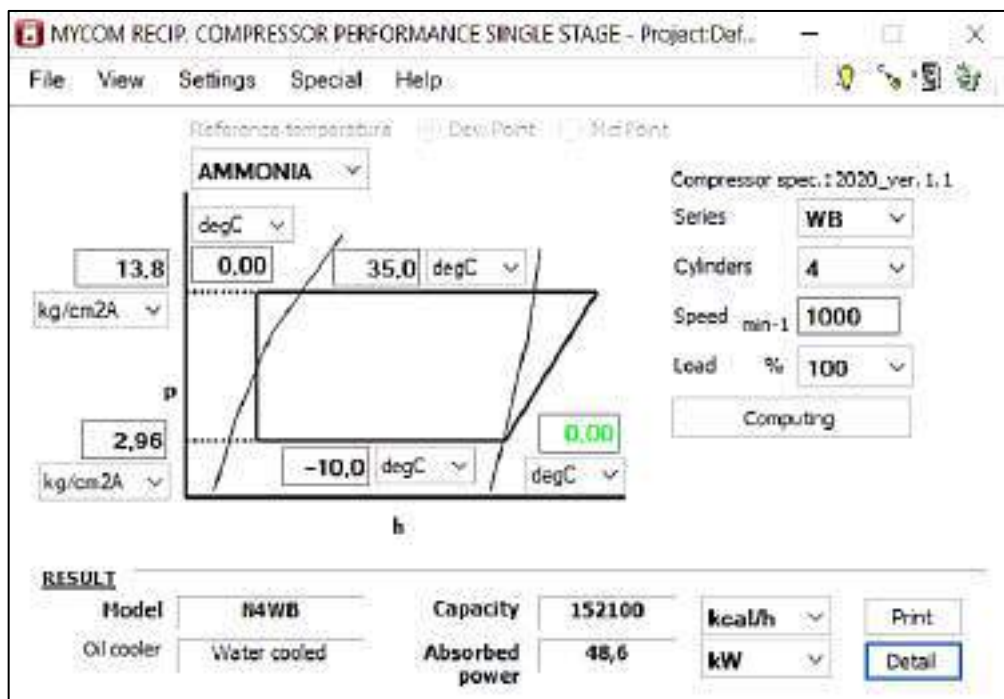 MYCOM RECIP. COMPRESSOR PERFORMANCE SINGLE STAGE - Project:Def...
File View Settings Special Help
Reference temperature Dew Point Mid Point
AMMONIA
Compressor spec.: 2020_ver. 1.1
degC
Series WB
13,8 0.00 35,0 degC
Cylinders 4
kg/cm2A
Speed min-1 1000
Load % 100
p
Computing
2,96 0.00
-10,0 degC
kg/cm2A degC
h
RESULT
Model N4WB Capacity 152100 kcal/h Print
Oil cooler Water cooled Absorbed power 48,6 kW Detail